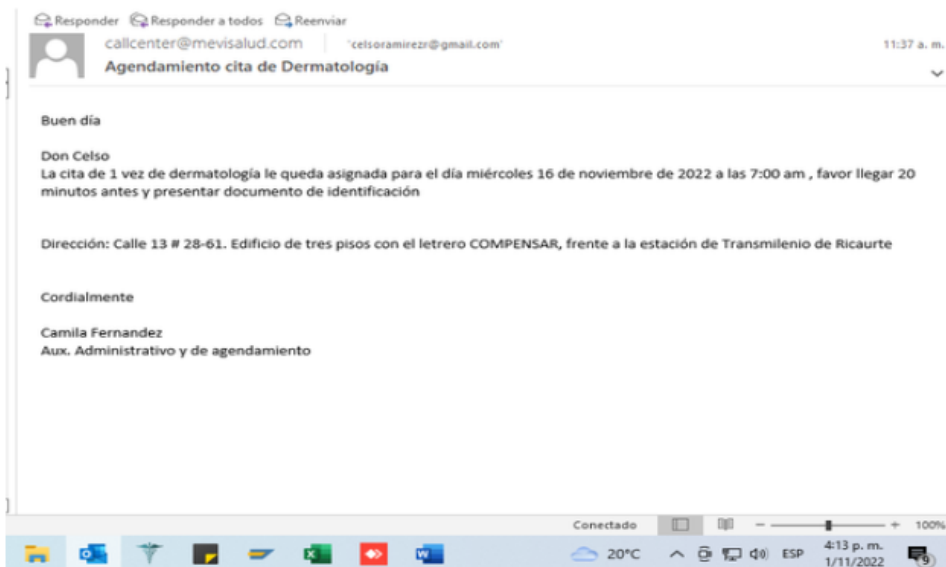 Responder Responder a todos Reenviar
callcenter@mevisalud.com 'celsoramirezr@gmail.com' 11:37 a. m.
Agendamiento cita de Dermatología
Buen día
Don Celso
La cita de 1 vez de dermatología le queda asignada para el día miércoles 16 de noviembre de 2022 a las 7:00 am , favor llegar 20
minutos antes y presentar documento de identificación
Dirección: Calle 13 # 28-61. Edificio de tres pisos con el letrero COMPENSAR, frente a la estación de Transmilenio de Ricaurte
Cordialmente
Camila Fernandez
Aux. Administrativo y de agendamiento
Conectado 100%
20°C ESP 4:13 p. m.
1/11/2022 9